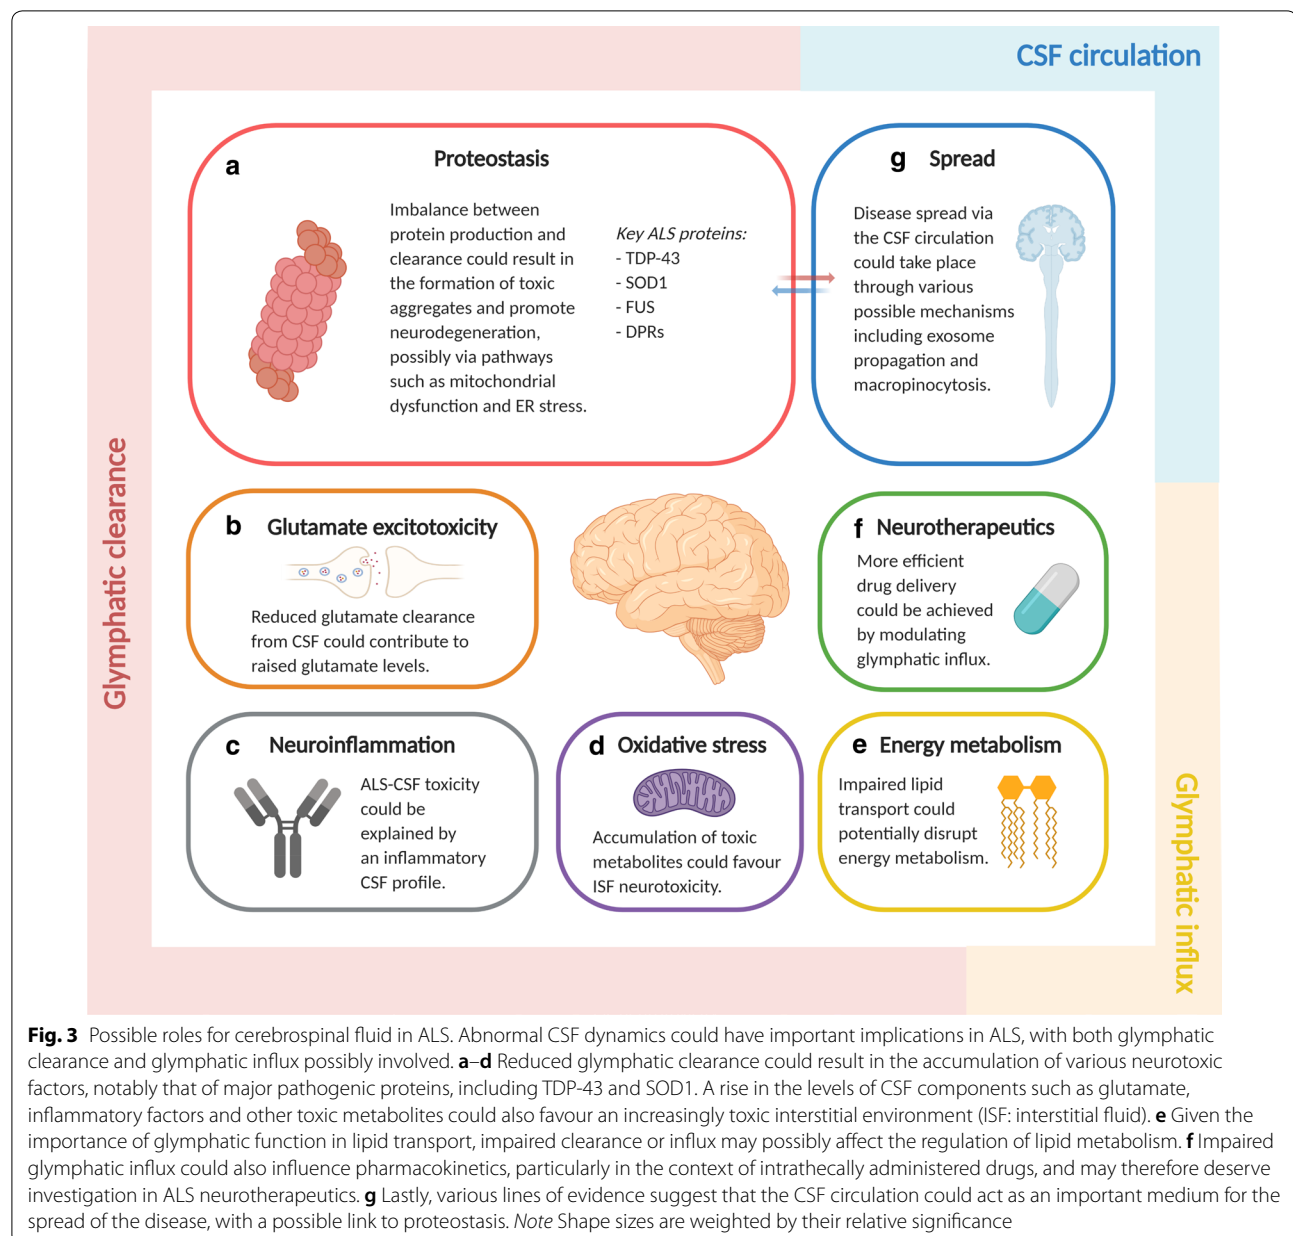 CSF circulation
Glymphatic clearance
a
Proteostasis
Imbalance between
protein production and
clearance could result in
the formation of toxic
aggregates and promote
neurodegeneration,
possibly via pathways
such as mitochondrial
dysfunction and ER stress.
Key ALS proteins:
- TDP-43
- SOD1
- FUS
- DPRs
g Spread
Disease spread via
the CSF circulation
could take place
through various
possible mechanisms
including exosome
propagation and
macropinocytosis.
b Glutamate excitotoxicity
Reduced glutamate clearance
from CSF could contribute to
raised glutamate levels.
f Neurotherapeutics
More efficient
drug delivery
could be achieved
by modulating
glymphatic influx.
c Neuroinflammation
ALS-CSF toxicity
could be
explained by
an inflammatory
CSF profile.
d Oxidative stress
Accumulation of toxic
metabolites could favour
ISF neurotoxicity.
e Energy metabolism
Impaired lipid
transport could
potentially disrupt
energy metabolism.
Glymphatic influx
Fig. 3 Possible roles for cerebrospinal fluid in ALS. Abnormal CSF dynamics could have important implications in ALS, with both glymphatic
clearance and glymphatic influx possibly involved. a–d Reduced glymphatic clearance could result in the accumulation of various neurotoxic
factors, notably that of major pathogenic proteins, including TDP-43 and SOD1. A rise in the levels of CSF components such as glutamate,
inflammatory factors and other toxic metabolites could also favour an increasingly toxic interstitial environment (ISF: interstitial fluid). e Given the
importance of glymphatic function in lipid transport, impaired clearance or influx may possibly affect the regulation of lipid metabolism. f Impaired
glymphatic influx could also influence pharmacokinetics, particularly in the context of intrathecally administered drugs, and may therefore deserve
investigation in ALS neurotherapeutics. g Lastly, various lines of evidence suggest that the CSF circulation could act as an important medium for the
spread of the disease, with a possible link to proteostasis. Note Shape sizes are weighted by their relative significance